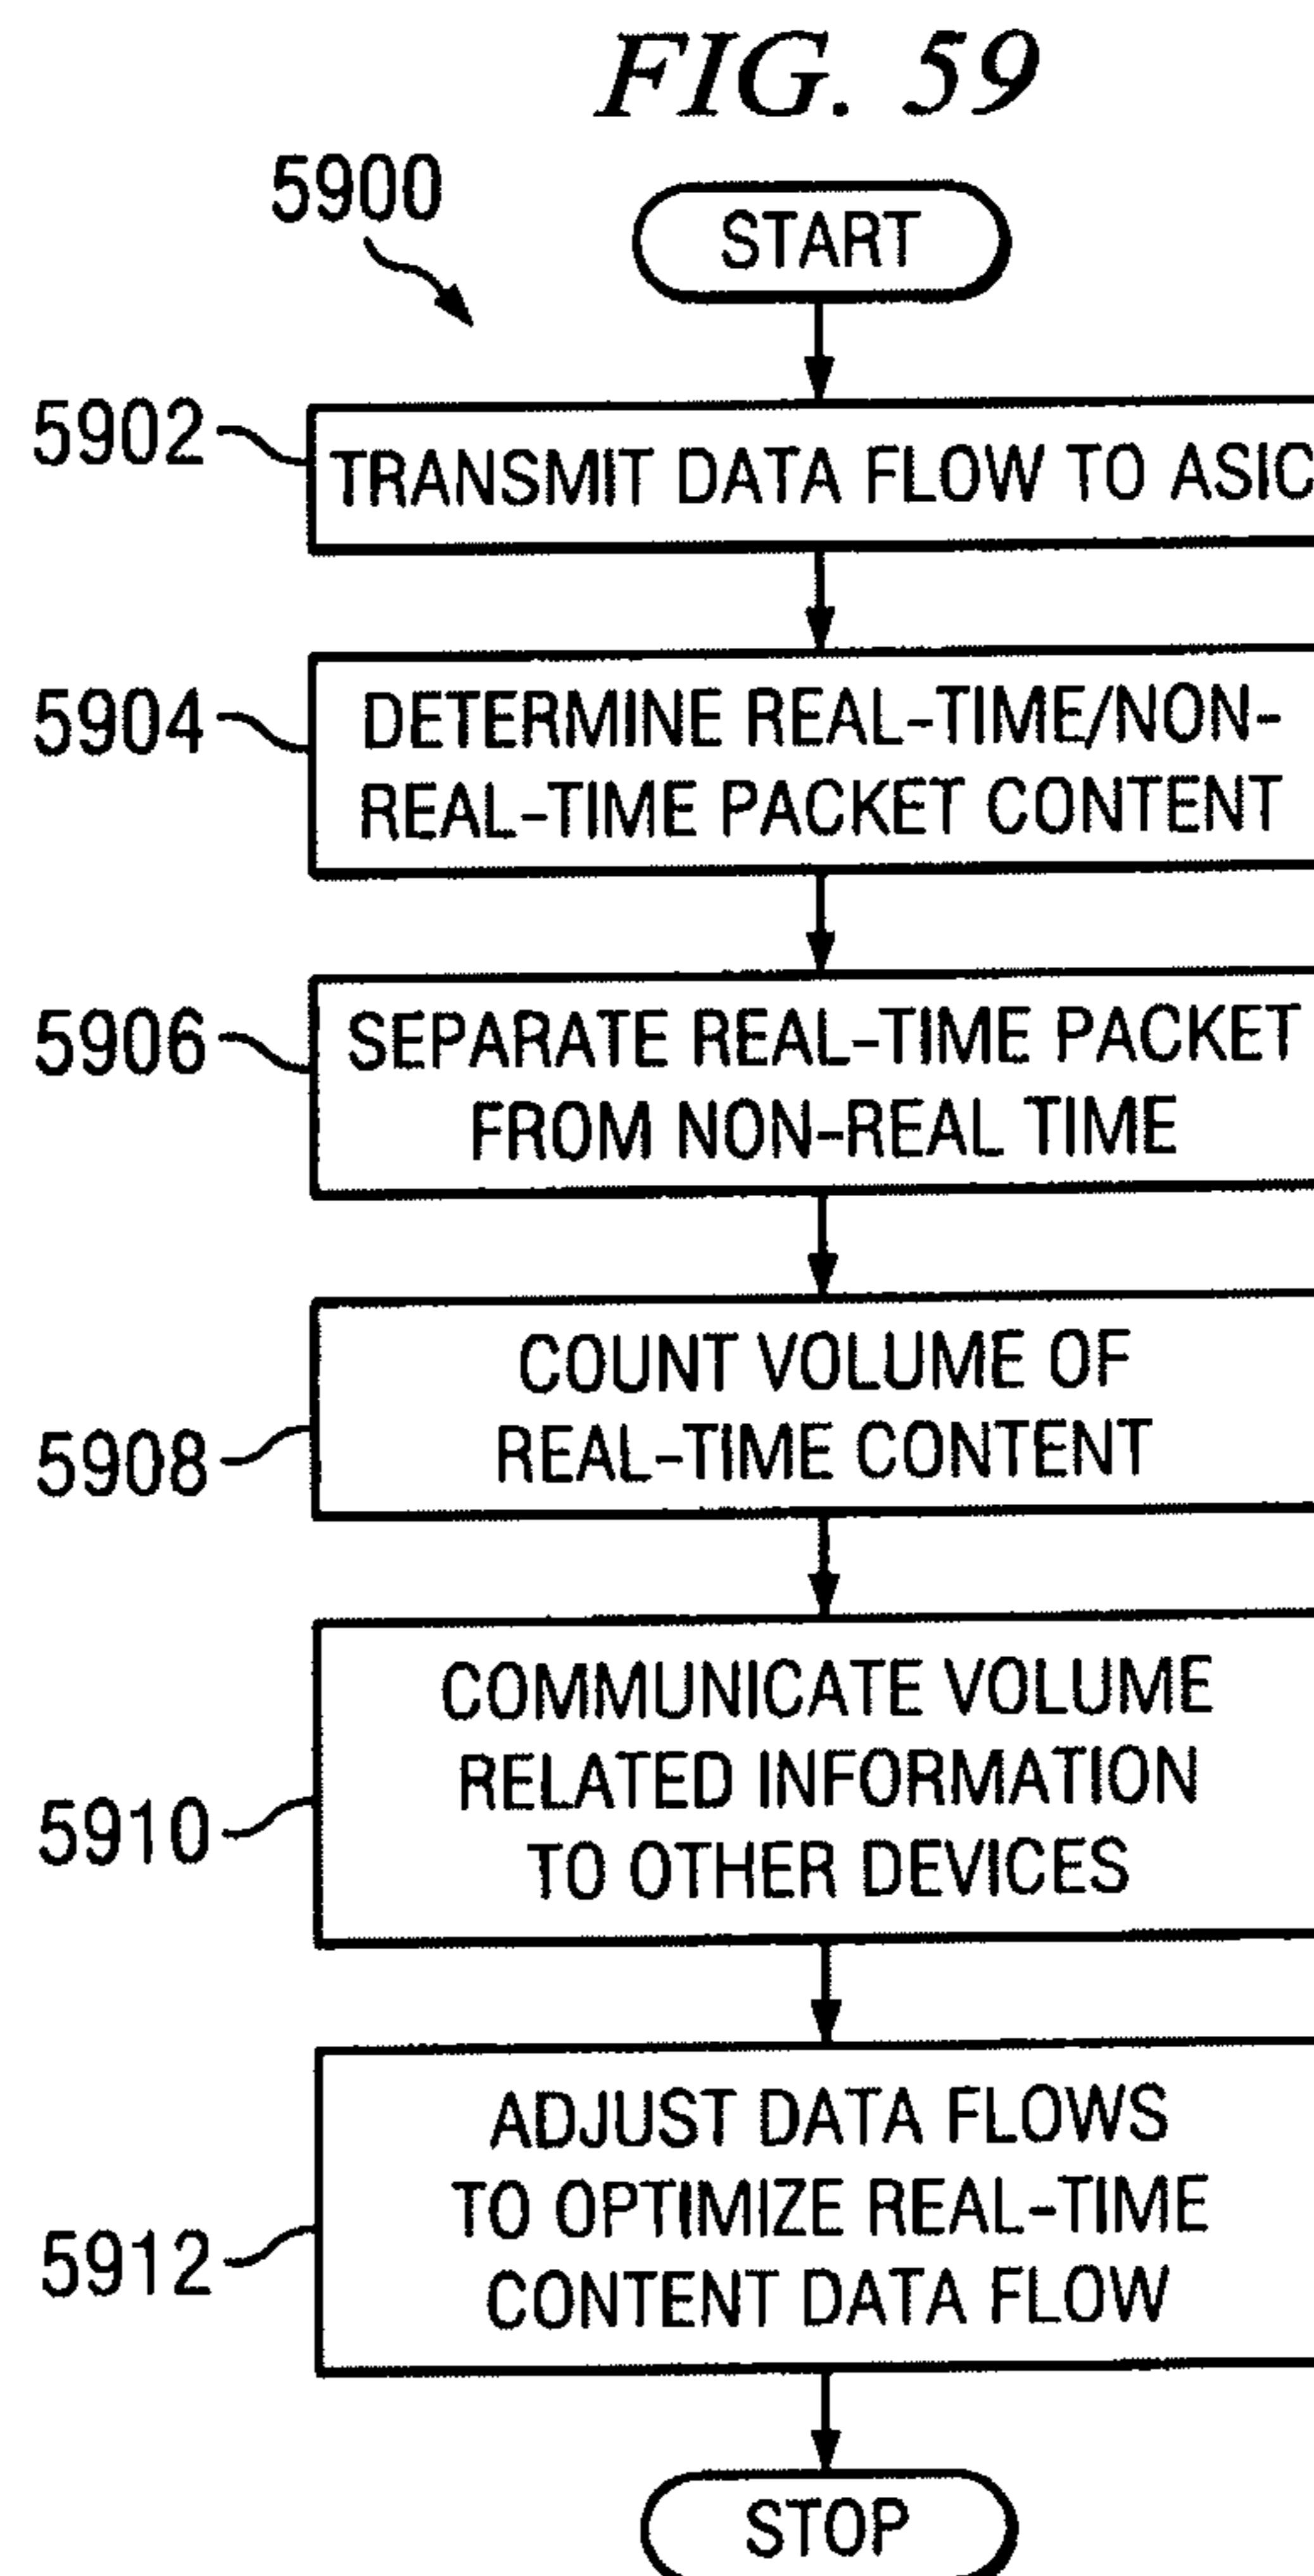 FIG. 59
5900
START
5902
TRANSMIT DATA FLOW TO ASIC
5904
DETERMINE REAL-TIME/NON-
REAL-TIME PACKET CONTENT
5906
SEPARATE REAL-TIME PACKET
FROM NON-REAL TIME
5908
COUNT VOLUME OF
REAL-TIME CONTENT
5910
COMMUNICATE VOLUME
RELATED INFORMATION
TO OTHER DEVICES
5912
ADJUST DATA FLOWS
TO OPTIMIZE REAL-TIME
CONTENT DATA FLOW
STOP